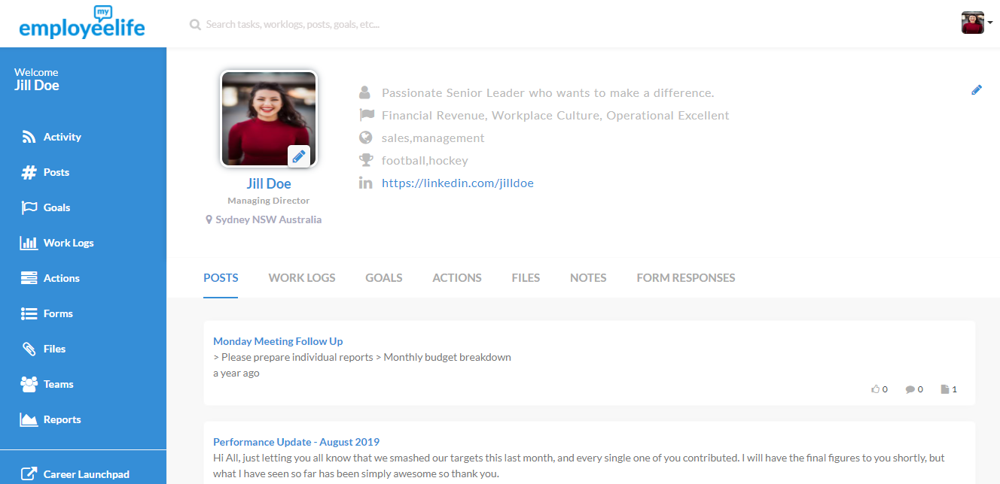 my
employeelife
Search tasks, worklogs, posts, goals, etc...
Welcome
Jill Doe
Activity
Posts
Goals
Work Logs
Actions
Forms
Files
Teams
Reports
Career Launchpad
Jill Doe
Managing Director
Sydney NSW Australia
Passionate Senior Leader who wants to make a difference.
Financial Revenue, Workplace Culture, Operational Excellent
sales,management
football,hockey
in https://linkedin.com/jilldoe
POSTS WORK LOGS GOALS ACTIONS FILES NOTES FORM RESPONSES
Monday Meeting Follow Up
> Please prepare individual reports > Monthly budget breakdown
a year ago
0 0 1
Performance Update - August 2019
Hi All, just letting you all know that we smashed our targets this last month, and every single one of you contributed. I will have the final figures to you shortly, but
what I have seen so far has been simply awesome so thank you.